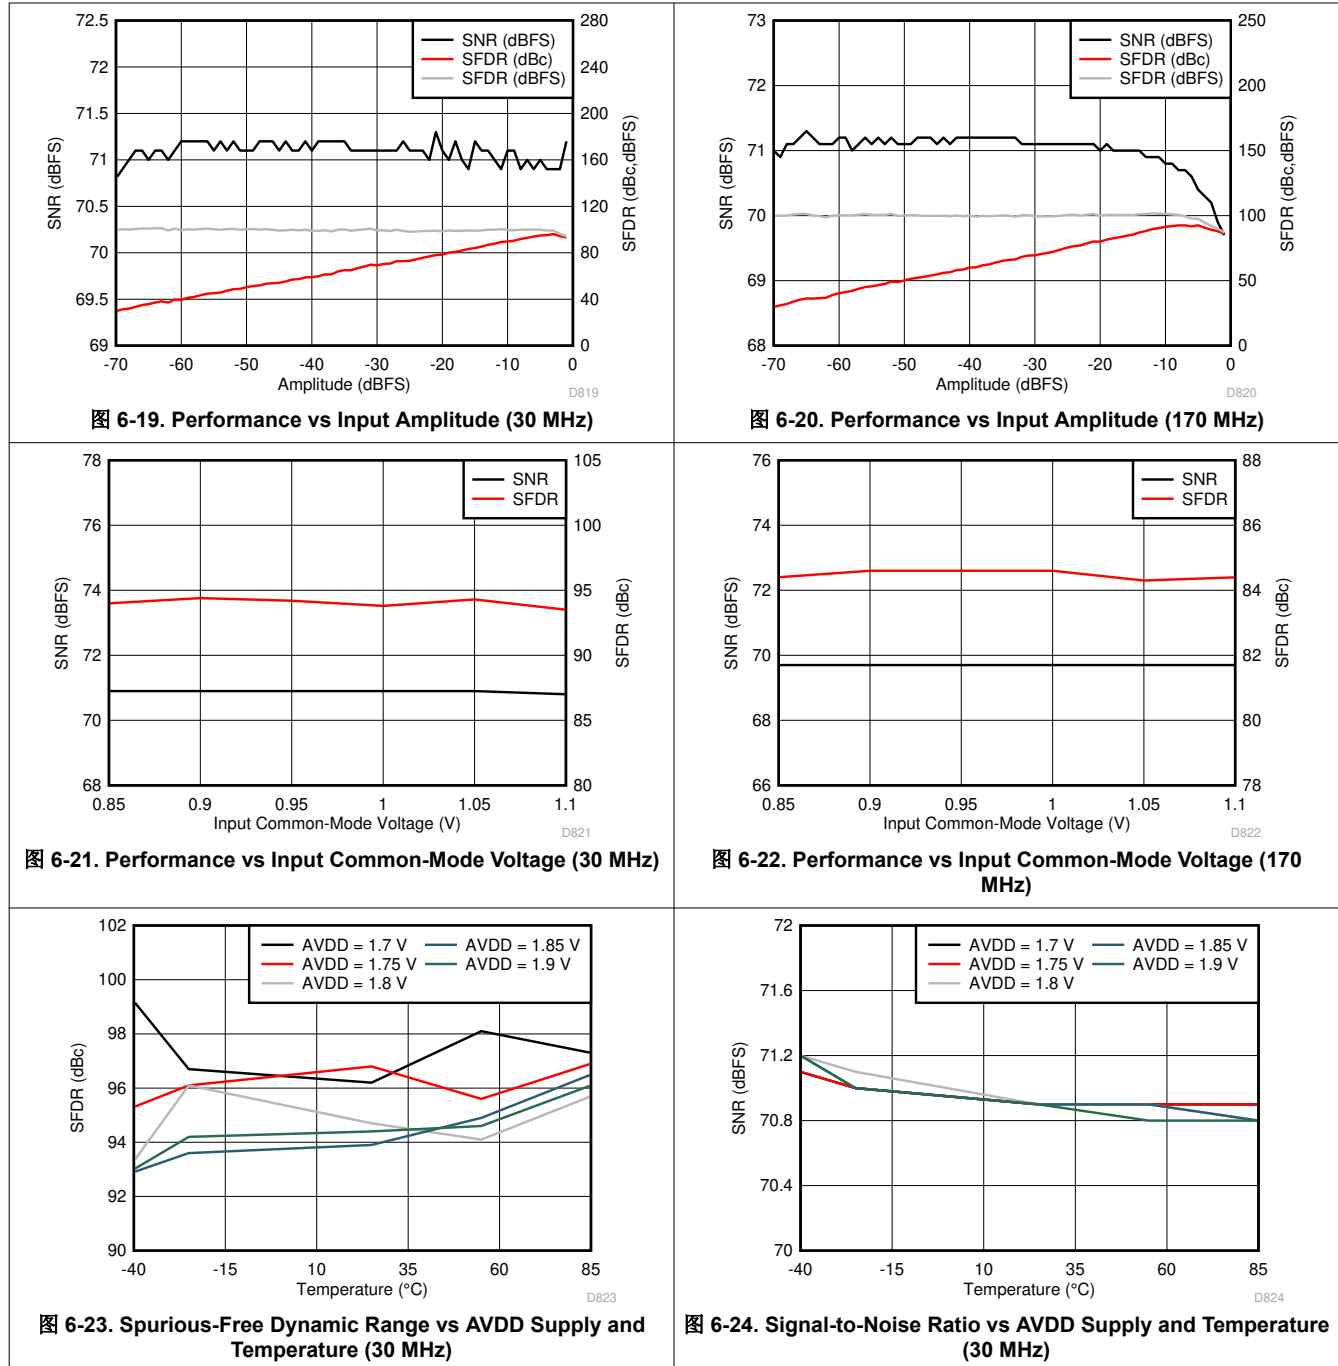 72.5
72
71.5
71
70.5
70
69.5
69
280
240
200
160
120
80
40
0
-70 -60 -50 -40 -30 -20 -10 0
SNR (dBFS)
SFDR (dBc,dBFS)
SNR (dBFS)
SFDR (dBc)
SFDR (dBFS)
Amplitude (dBFS)
D819
图 6-19. Performance vs Input Amplitude (30 MHz)
73
72
71
70
69
68
250
200
150
100
50
0
-70 -60 -50 -40 -30 -20 -10 0
SNR (dBFS)
SFDR (dBc,dBFS)
SNR (dBFS)
SFDR (dBc)
SFDR (dBFS)
Amplitude (dBFS)
D820
图 6-20. Performance vs Input Amplitude (170 MHz)
78
76
74
72
70
68
105
100
95
90
85
80
0.85 0.9 0.95 1 1.05 1.1
SNR (dBFS)
SFDR (dBc)
SNR
SFDR
Input Common-Mode Voltage (V)
D821
图 6-21. Performance vs Input Common-Mode Voltage (30 MHz)
76
74
72
70
68
66
88
86
84
82
80
78
0.85 0.9 0.95 1 1.05 1.1
SNR (dBFS)
SFDR (dBc)
SNR
SFDR
Input Common-Mode Voltage (V)
D822
图 6-22. Performance vs Input Common-Mode Voltage (170
MHz)
102
100
98
96
94
92
90
-40 -15 10 35 60 85
SFDR (dBc)
AVDD = 1.7 V
AVDD = 1.75 V
AVDD = 1.8 V
AVDD = 1.85 V
AVDD = 1.9 V
Temperature (°C)
D823
图 6-23. Spurious-Free Dynamic Range vs AVDD Supply and
Temperature (30 MHz)
72
71.6
71.2
70.8
70.4
70
-40 -15 10 35 60 85
SNR (dBFS)
AVDD = 1.7 V
AVDD = 1.75 V
AVDD = 1.8 V
AVDD = 1.85 V
AVDD = 1.9 V
Temperature (°C)
D824
图 6-24. Signal-to-Noise Ratio vs AVDD Supply and Temperature
(30 MHz)